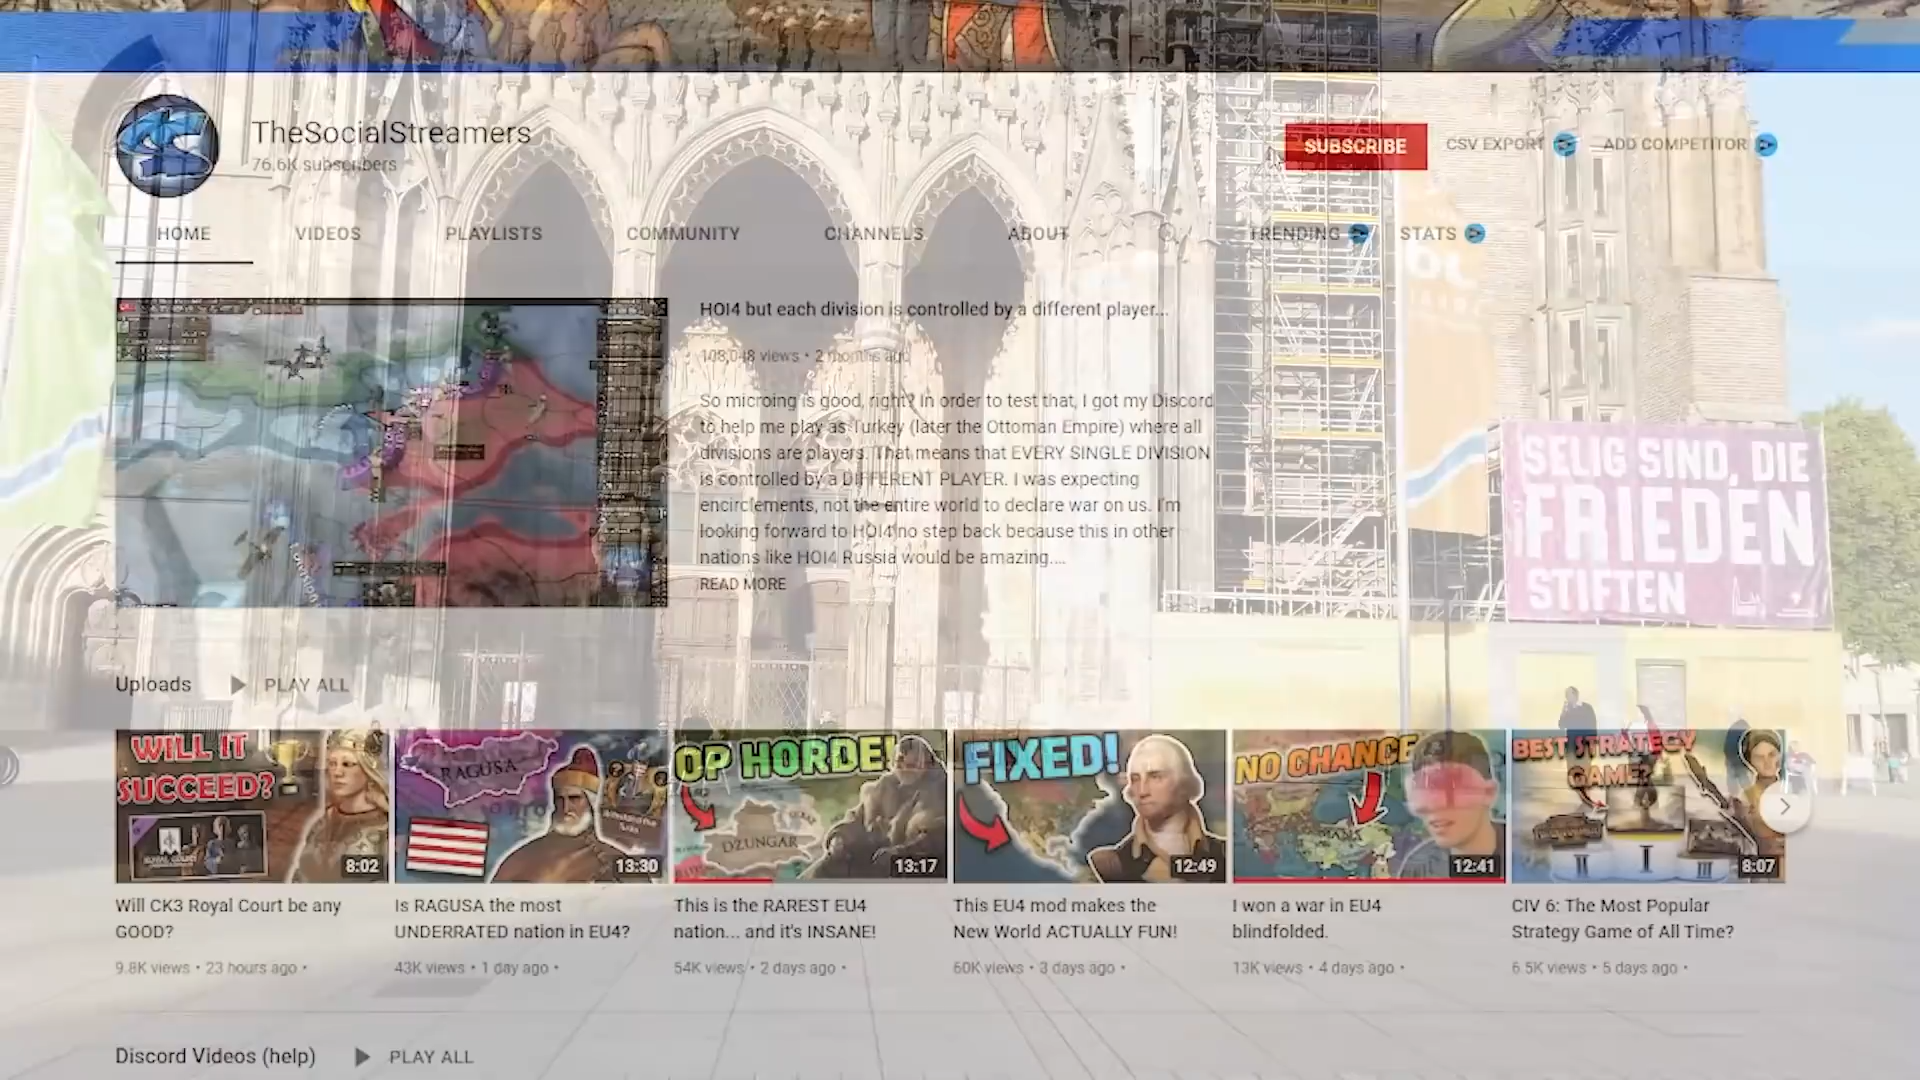 TheSocialStreamers
76.6K subscribers
SUBSCRIBE
CSV EXPORT
ADD COMPETITOR
HOME
VIDEOS
PLAYLISTS
COMMUNITY
CHANNELS
ABOUT
TRENDING
STATS
HOI4 but each division is controlled by a different player...
108,048 views • 2 months ago
So microing is good, right? In order to test that, I got my Discord
to help me play as Turkey (later the Ottoman Empire) where all
divisions are players. That means that EVERY SINGLE DIVISION
is controlled by a DIFFERENT PLAYER. I was expecting
encirclements, not the entire world to declare war on us. I'm
looking forward to HOI4 no step back because this in other
nations like HOI4 Russia would be amazing....
READ MORE
SELIG SIND, DIE
FRIEDEN
STIFTEN
Uploads
PLAY ALL
WILL IT
SUCCEED?
8:02
RAGUSA
13:30
OP HORDE!
DZUNGAR
13:17
FIXED!
12:49
NO CHANCE
12:41
BEST STRATEGY
GAME?
II
I
III
8:07
Will CK3 Royal Court be any
GOOD?
9.8K views • 23 hours ago •
Is RAGUSA the most
UNDERRATED nation in EU4?
43K views • 1 day ago •
This is the RAREST EU4
nation... and it's INSANE!
54K views • 2 days ago •
This EU4 mod makes the
New World ACTUALLY FUN!
60K views • 3 days ago •
I won a war in EU4
blindfolded.
13K views • 4 days ago •
CIV 6: The Most Popular
Strategy Game of All Time?
6.5K views • 5 days ago •
Discord Videos (help)
PLAY ALL